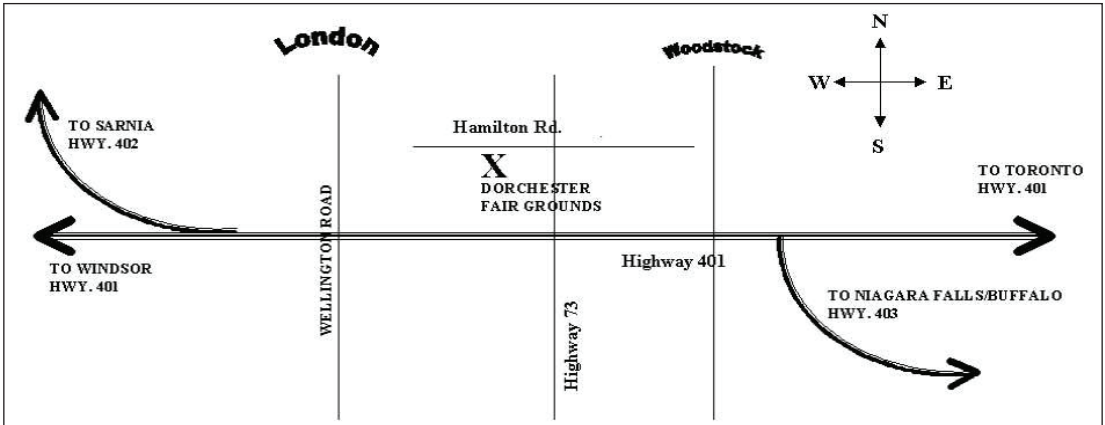 London
Woodstock
N
W
E
S
TO SARNIA
HWY. 402
Hamilton Rd.
X
DORCHESTER
FAIR GROUNDS
TO TORONTO
HWY. 401
WELLINGTON ROAD
TO WINDSOR
HWY. 401
Highway 401
TO NIAGARA FALLS/BUFFALO
HWY. 403
Highway 73